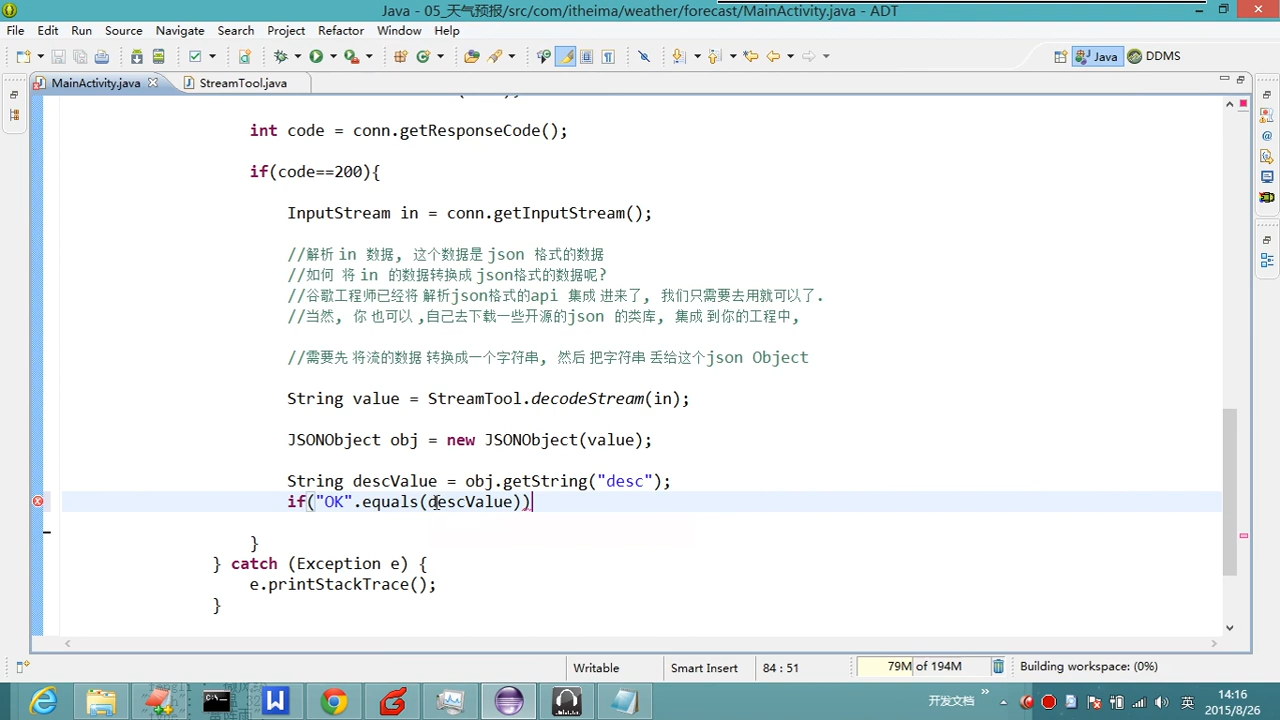 Java - 05_天气预报/src/com/itheima/weather/forecast/MainActivity.java - ADT
File Edit Run Source Navigate Search Project Refactor Window Help
Java DDMS
MainActivity.java StreamTool.java
int code = conn.getResponseCode();
if(code==200){
InputStream in = conn.getInputStream();
//解析 in 数据, 这个数据是 json 格式的数据
//如何 将 in 的数据转换成 json格式的数据呢?
//谷歌工程师已经将 解析json格式的api 集成 进来了, 我们只需要去用就可以了.
//当然, 你 也可以 ,自己去下载一些开源的json 的类库, 集成 到你的工程中,
//需要先 将流的数据 转换成一个字符串, 然后 把字符串 丢给这个json Object
String value = StreamTool.decodeStream(in);
JSONObject obj = new JSONObject(value);
String descValue = obj.getString("desc");
if("OK".equals(descValue))
}
} catch (Exception e) {
e.printStackTrace();
}
Writable Smart Insert 84 : 51 79M of 194M Building workspace: (0%)
开发文档 » 英 14:16
2015/8/26